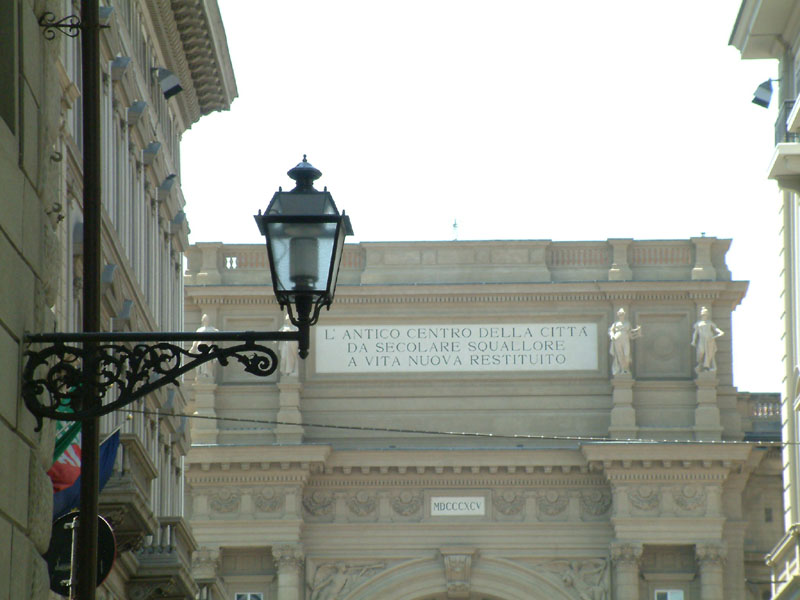 L' ANTICO CENTRO DELLA CITTÀ
DA SECOLARE SQUALLORE
A VITA NUOVA RESTITUITO
MDCCCXCV